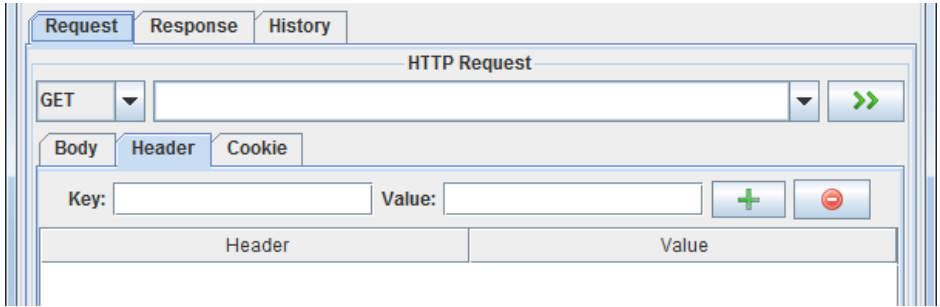 Request Response History
HTTP Request
GET
Body Header Cookie
Key: Value:
Header Value